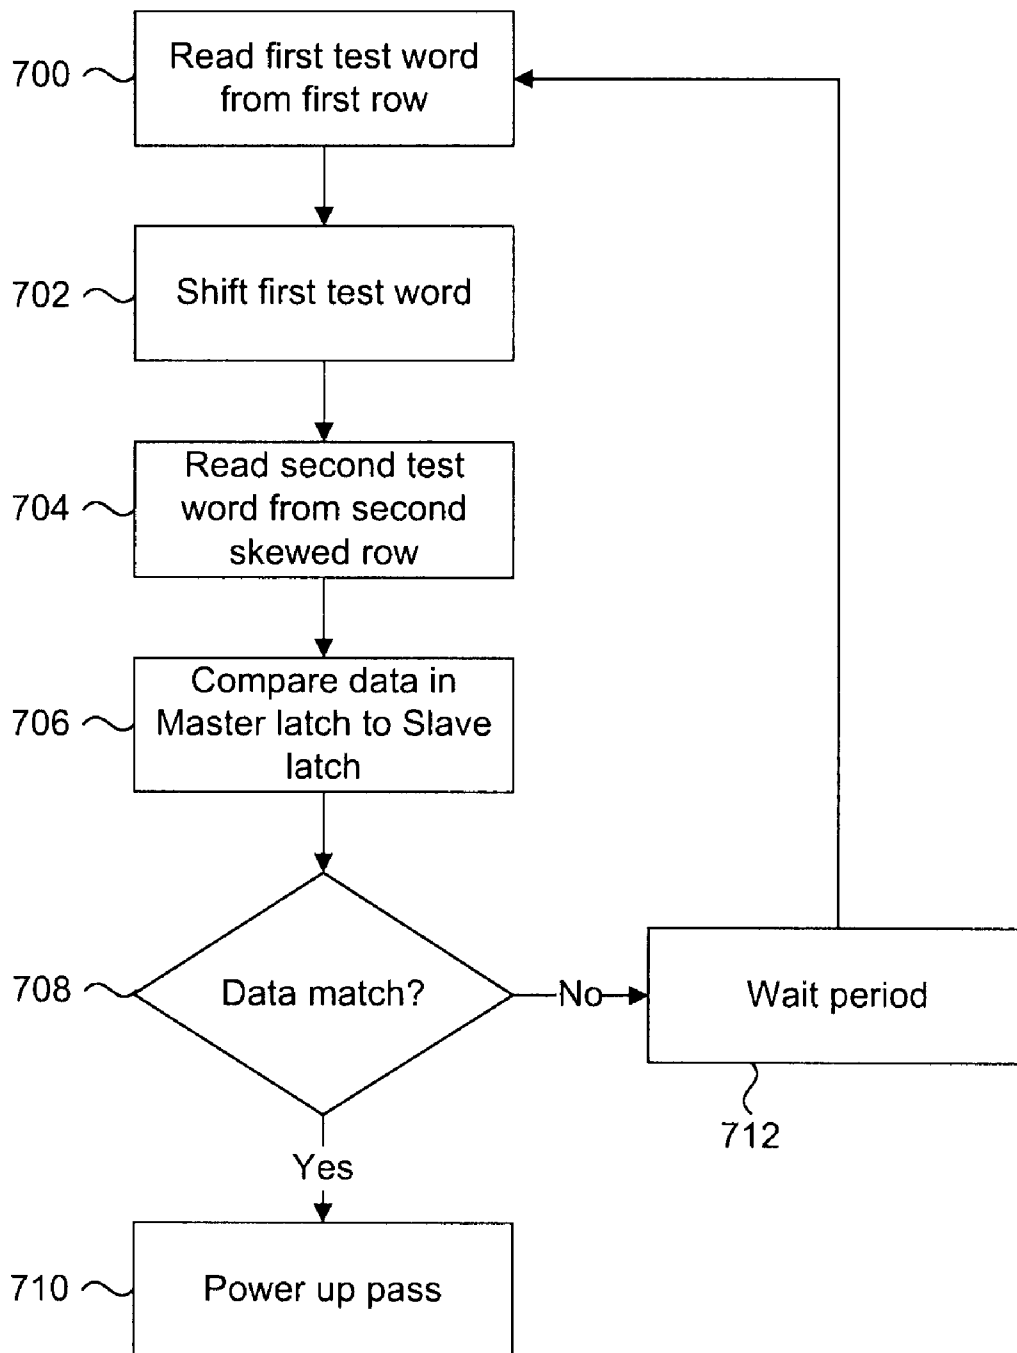 700
Read first test word
from first row
702
Shift first test word
704
Read second test
word from second
skewed row
706
Compare data in
Master latch to Slave
latch
708
Data match?
No
Wait period
712
Yes
710
Power up pass